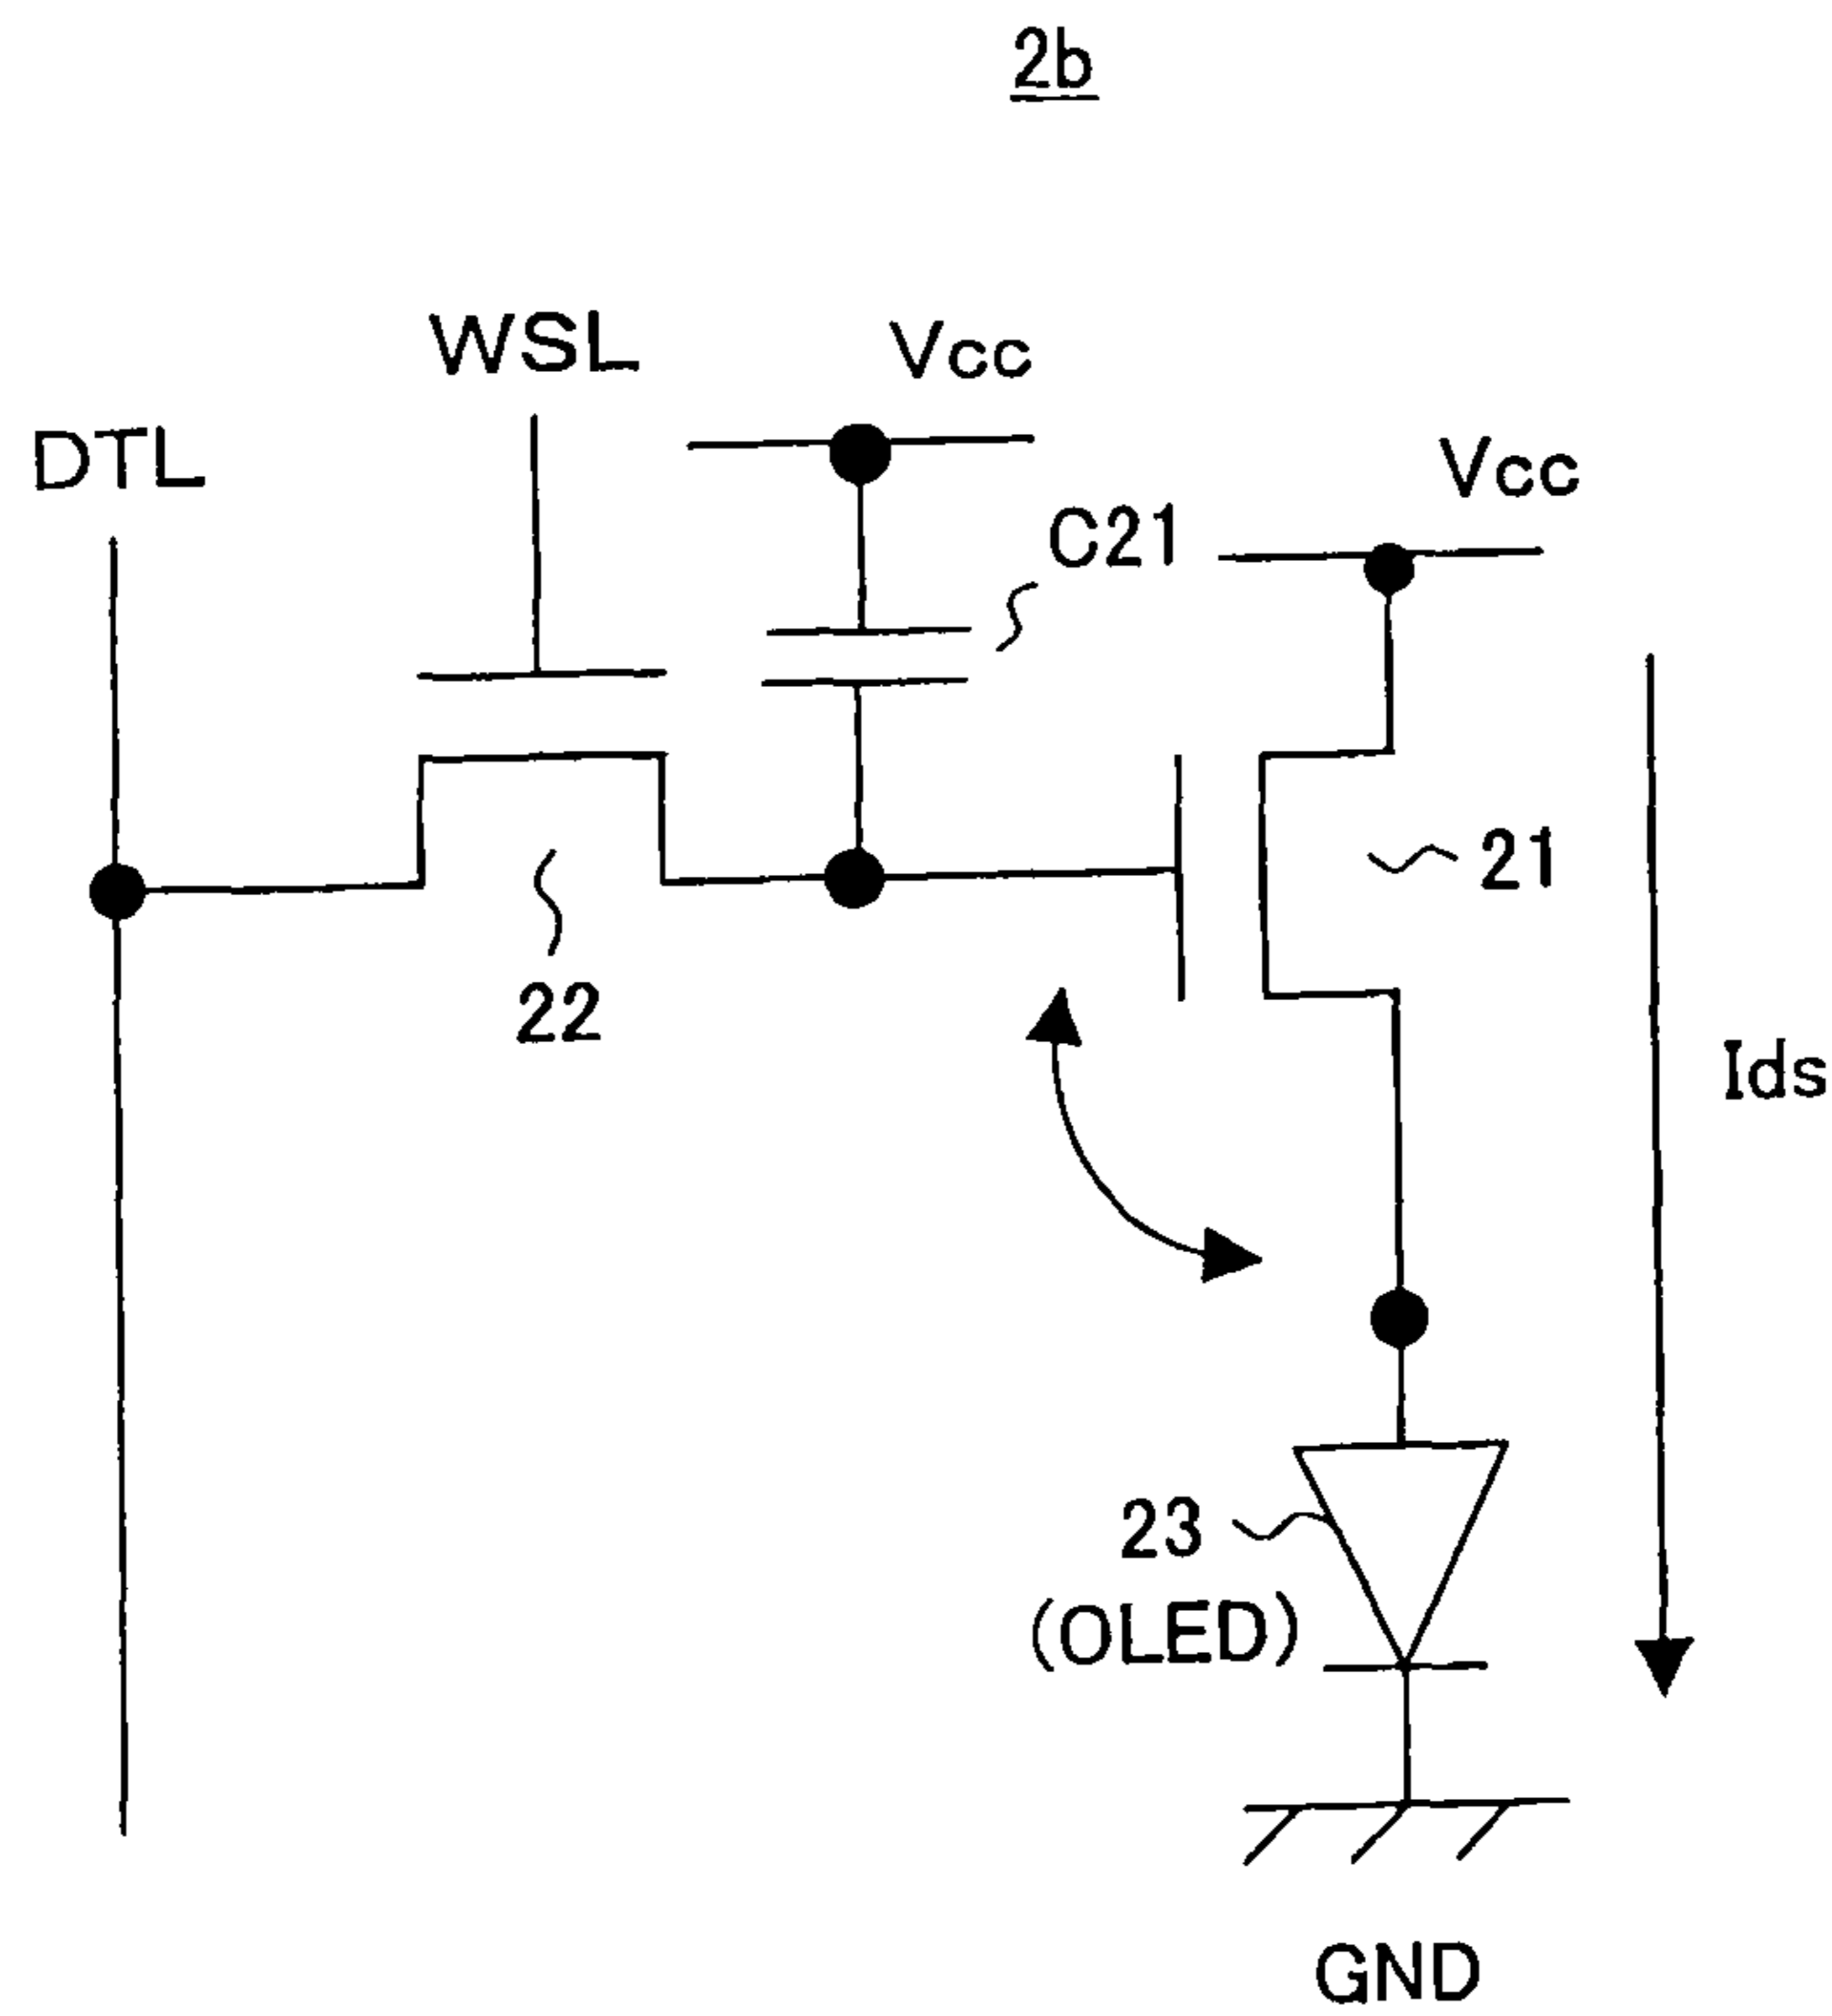 2b
WSL
Vcc
DTL
Vcc
C21
21
22
Ids
23
(OLED)
GND